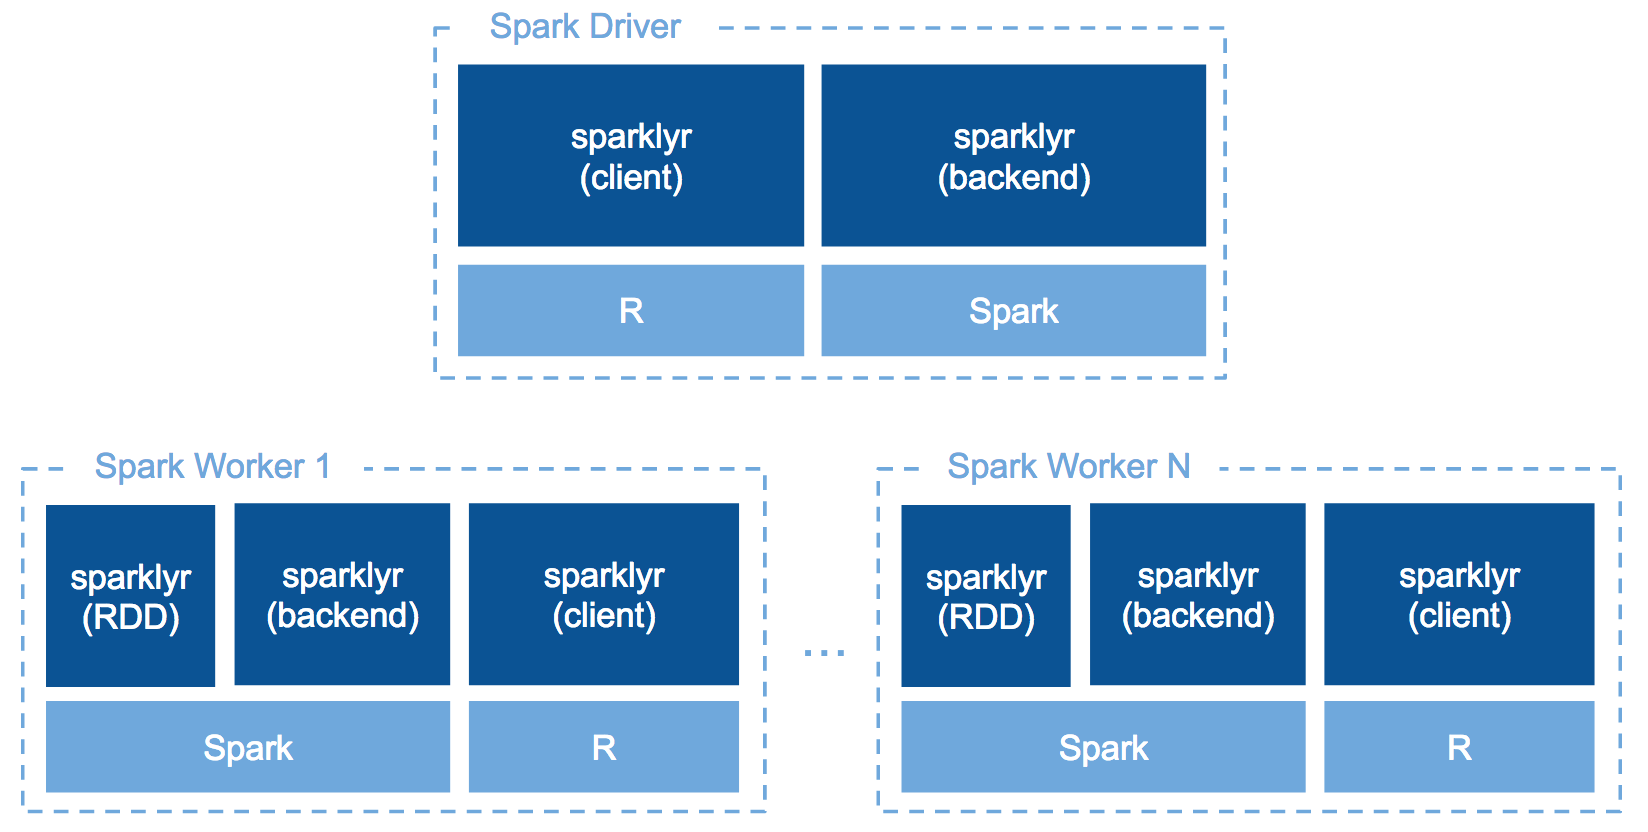 Spark Driver
sparklyr
(client)
sparklyr
(backend)
R
Spark
Spark Worker 1
sparklyr
(RDD)
sparklyr
(backend)
sparklyr
(client)
Spark
R
...
Spark Worker N
sparklyr
(RDD)
sparklyr
(backend)
sparklyr
(client)
Spark
R